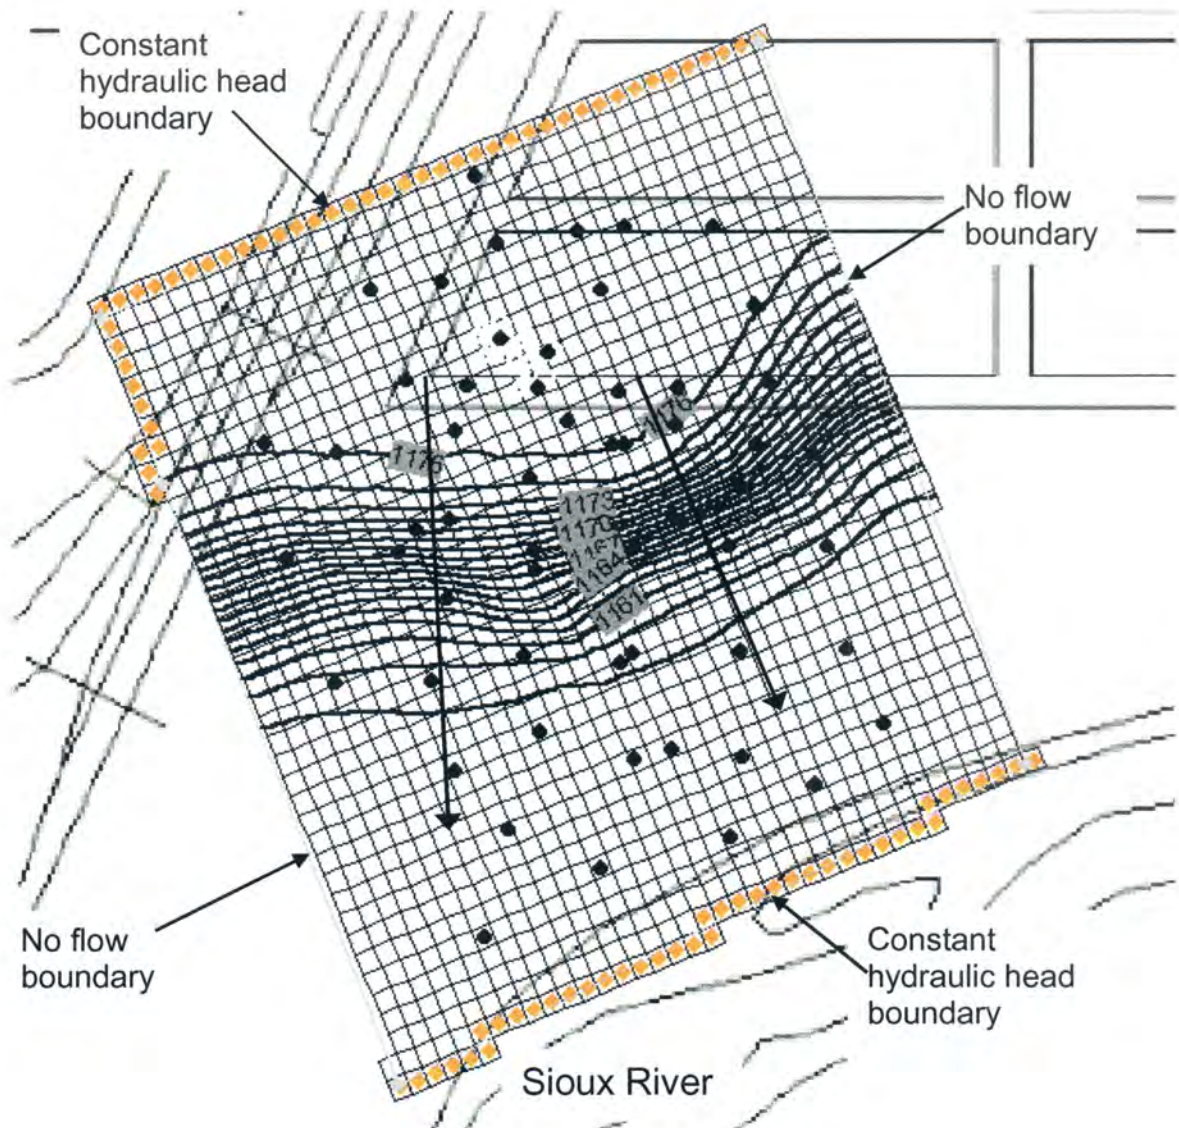 Constant
hydraulic head
boundary
No flow
boundary
1176
1176
1173
1170
1167
1164
1161
No flow
boundary
Constant
hydraulic head
boundary
Sioux River